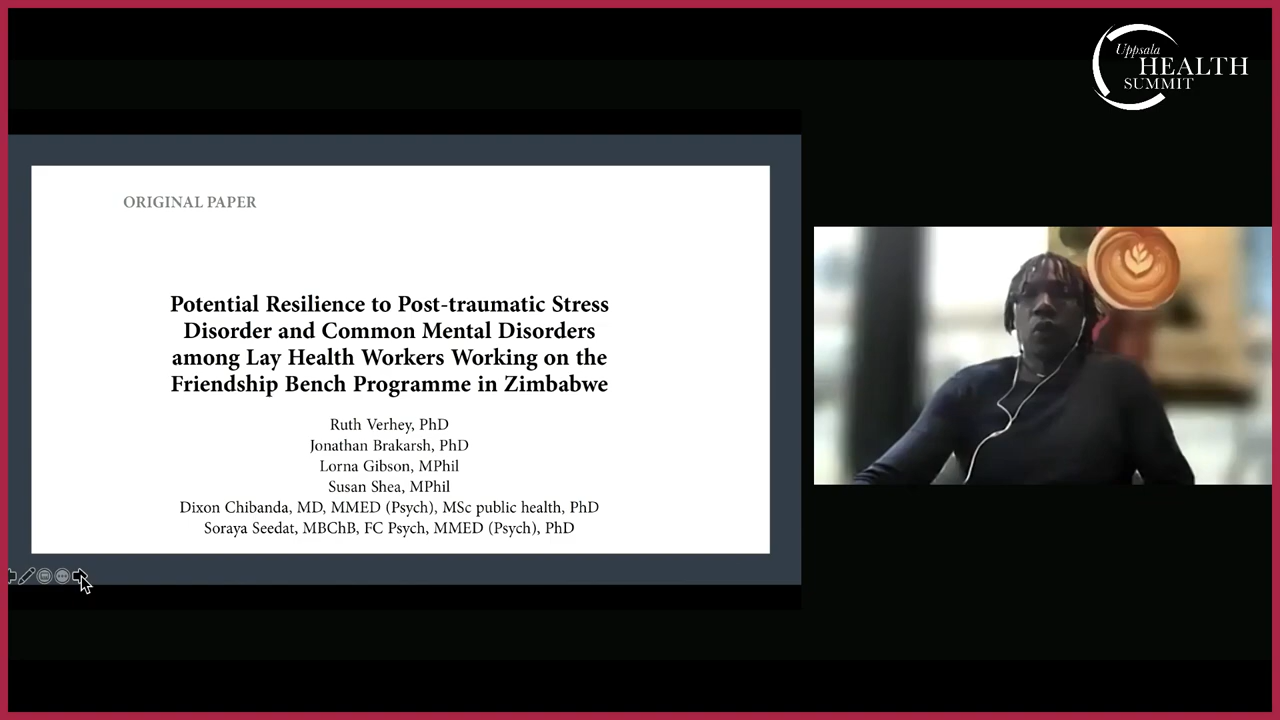 Uppsala
HEALTH
SUMMIT
ORIGINAL PAPER
Potential Resilience to Post-traumatic Stress
Disorder and Common Mental Disorders
among Lay Health Workers Working on the
Friendship Bench Programme in Zimbabwe
Ruth Verhey, PhD
Jonathan Brakarsh, PhD
Lorna Gibson, MPhil
Susan Shea, MPhil
Dixon Chibanda, MD, MMED (Psych), MSc public health, PhD
Soraya Seedat, MBChB, FC Psych, MMED (Psych), PhD